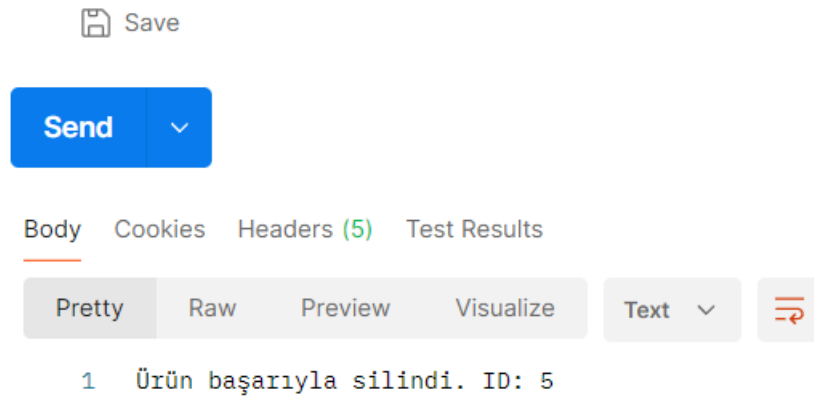 Save
Send
Body Cookies Headers (5) Test Results
Pretty Raw Preview Visualize Text
1 Ürün başarıyla silindi. ID: 5